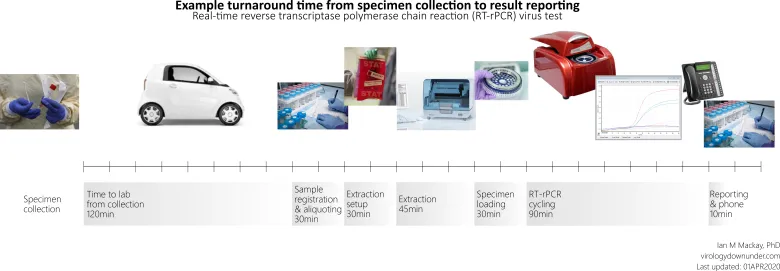 Example turnaround time from specimen collection to result reporting
Real-time reverse transcriptase polymerase chain reaction (RT-rPCR) virus test
STAT
STAT
Specimen
collection
Time to lab
from collection
120min
Sample
registration
& aliquoting
30min
Extraction
setup
30min
Extraction
45min
Specimen
loading
30min
RT-rPCR
cycling
90min
Reporting
& phone
10min
Ian M Mackay, PhD
virologydownunder.com
Last updated: 01APR2020